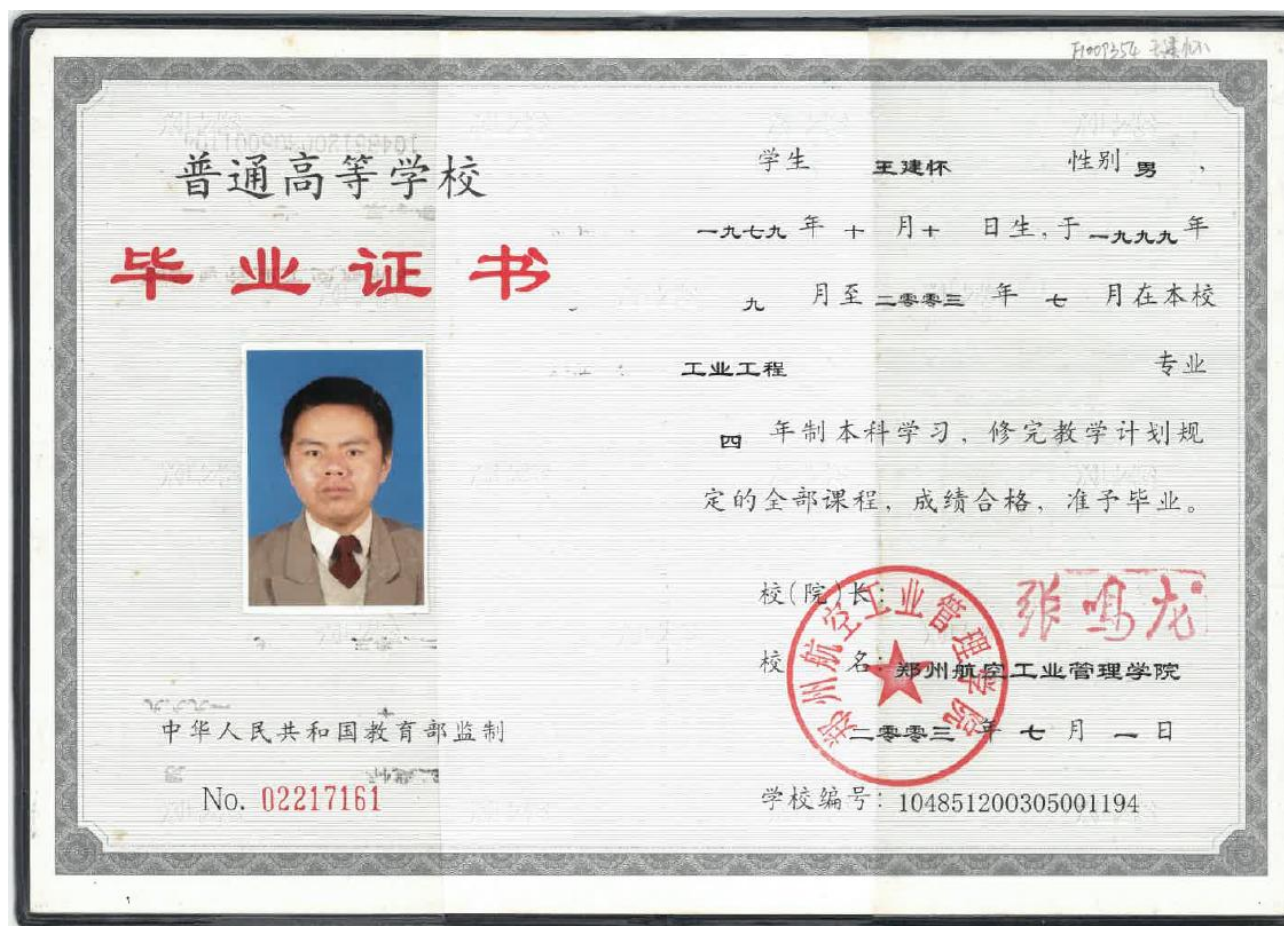 F1009354 王建怀
普通高等学校
毕业证书
中华人民共和国教育部监制
No. 02217161
学生 王建怀 性别 男，
一九七九 年 十 月 十 日生，于 一九九九 年
九 月至 二零零三 年 七 月在本校
工业工程 专业
四 年制本科学习，修完教学计划规
定的全部课程，成绩合格，准予毕业。
校(院)长： 张鸣龙
校 名：郑州航空工业管理学院
郑州航空工业管理学院
二零零三 年 七 月 一 日
学校编号：104851200305001194